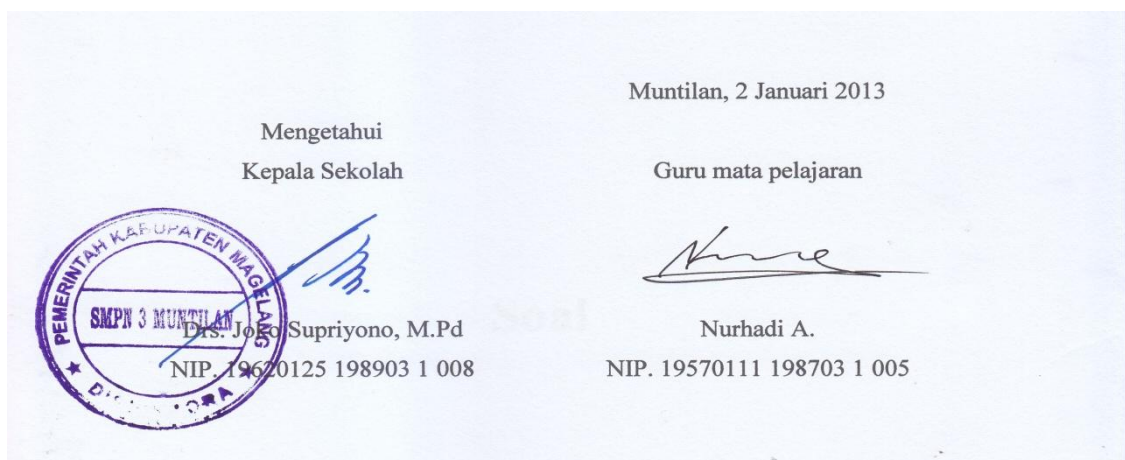 Muntilan, 2 Januari 2013
Mengetahui
Kepala Sekolah
Guru mata pelajaran
PEMERINTAH KABUPATEN MAGELANG
SMPN 3 MUNTILAN
Drs. Joko Supriyono, M.Pd
NIP. 19620125 198903 1 008
Nurhadi A.
NIP. 19570111 198703 1 005
Soal